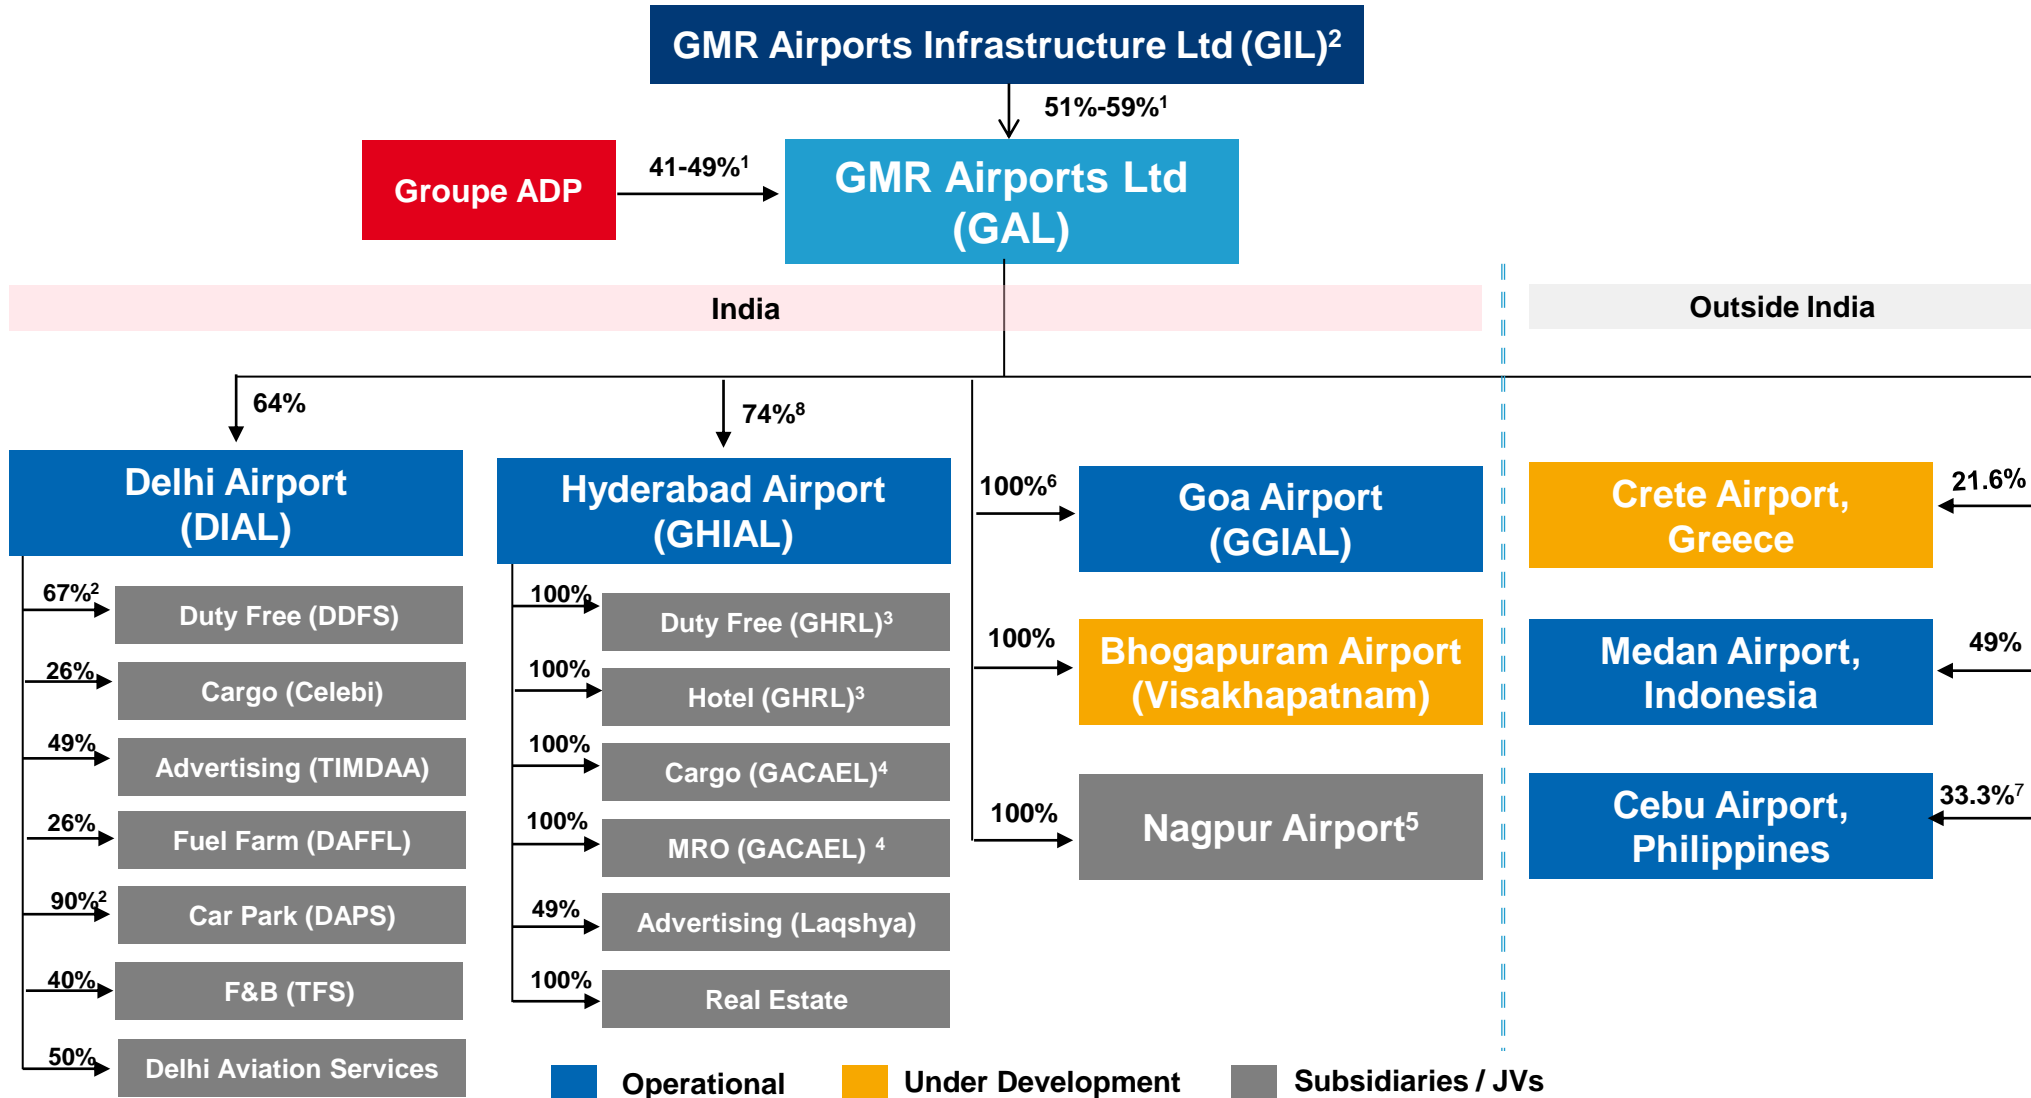 GMR Airports Infrastructure Ltd (GIL)²
51%-59%¹
Groupe ADP
41-49%¹
GMR Airports Ltd
(GAL)
India
Outside India
64%
74%⁸
Delhi Airport
(DIAL)
67%²
Duty Free (DDFS)
26%
Cargo (Celebi)
49%
Advertising (TIMDAA)
26%
Fuel Farm (DAFFL)
90%²
Car Park (DAPS)
40%
F&B (TFS)
50%
Delhi Aviation Services
Hyderabad Airport
(GHIAL)
100%
Duty Free (GHRL)³
100%
Hotel (GHRL)³
100%
Cargo (GACAEL)⁴
100%
MRO (GACAEL) ⁴
49%
Advertising (Laqshya)
100%
Real Estate
100%⁶
Goa Airport
(GGIAL)
100%
Bhogapuram Airport
(Visakhapatnam)
100%
Nagpur Airport⁵
Crete Airport,
Greece
21.6%
Medan Airport,
Indonesia
49%
Cebu Airport,
Philippines
33.3%⁷
Operational
Under Development
Subsidiaries / JVs